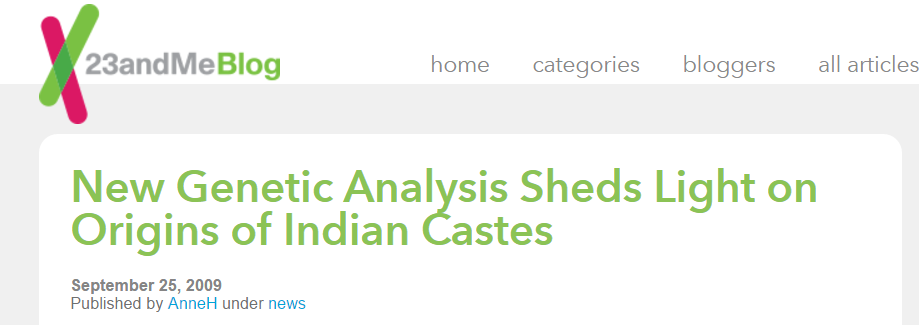 23andMeBlog
home categories bloggers all articles
New Genetic Analysis Sheds Light on
Origins of Indian Castes
September 25, 2009
Published by AnneH under news